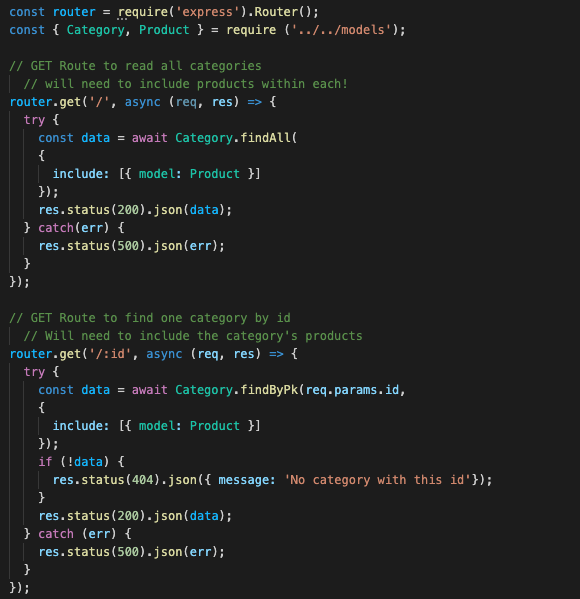 const router = require('express').Router();
const { Category, Product } = require ('../../models');

// GET Route to read all categories
  // will need to include products within each!
router.get('/', async (req, res) => {
  try {
    const data = await Category.findAll(
    {
      include: [{ model: Product }]
    });
    res.status(200).json(data);
  } catch(err) {
    res.status(500).json(err);
  }
});

// GET Route to find one category by id
  // Will need to include the category's products
router.get('/:id', async (req, res) => {
  try {
    const data = await Category.findByPk(req.params.id,
    {
      include: [{ model: Product }]
    });
    if (!data) {
      res.status(404).json({ message: 'No category with this id'});
    }
    res.status(200).json(data);
  } catch (err) {
    res.status(500).json(err);
  }
});